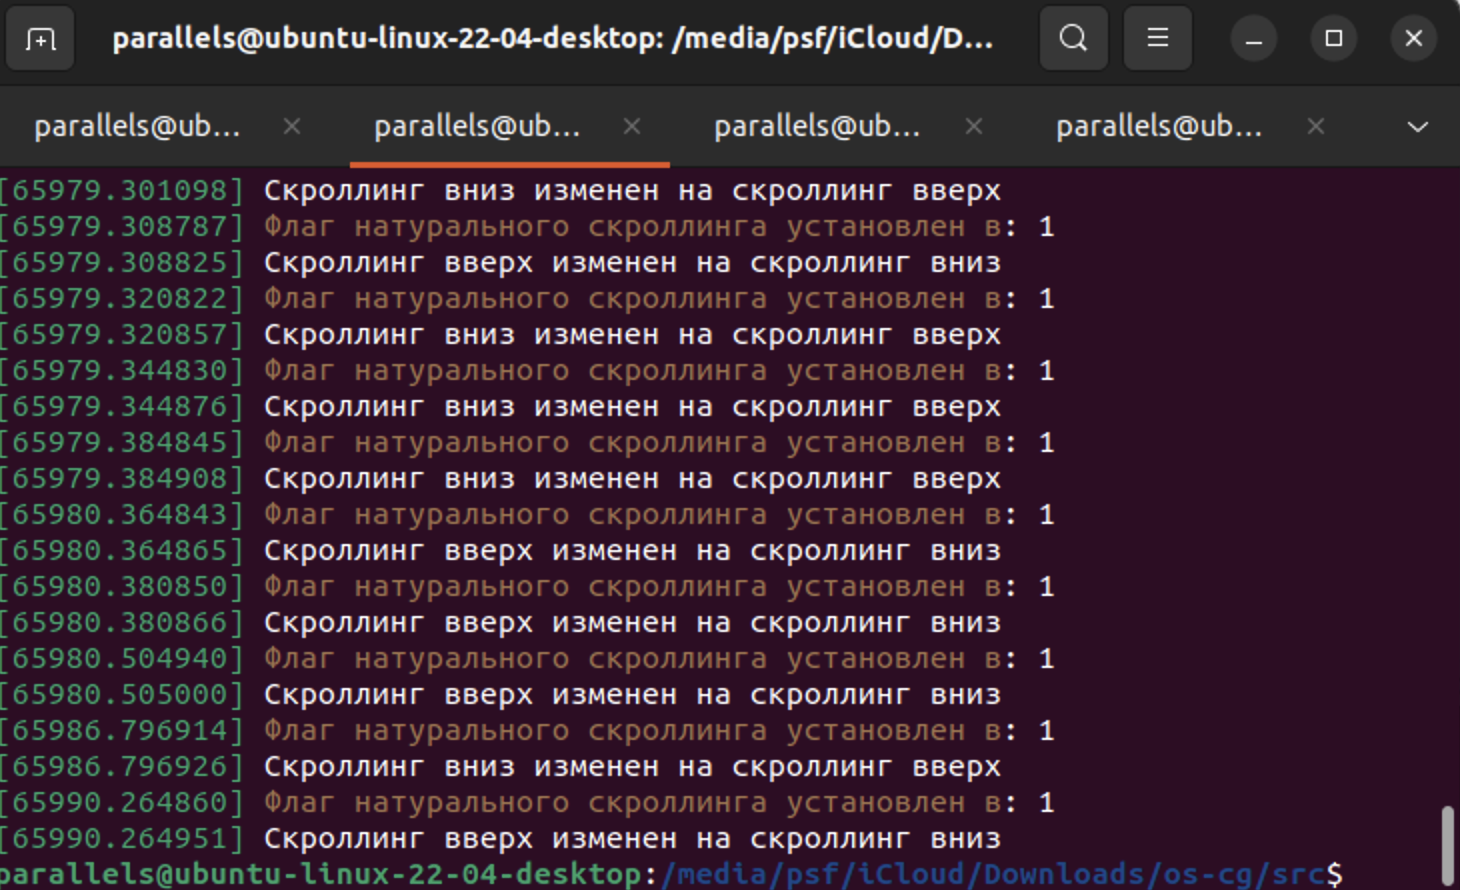 parallels@ubuntu-linux-22-04-desktop: /media/psf/iCloud/D...
parallels@ub... parallels@ub... parallels@ub... parallels@ub...
[65979.301098] Скроллинг вниз изменен на скроллинг вверх
[65979.308787] Флаг натурального скроллинга установлен в: 1
[65979.308825] Скроллинг вверх изменен на скроллинг вниз
[65979.320822] Флаг натурального скроллинга установлен в: 1
[65979.320857] Скроллинг вниз изменен на скроллинг вверх
[65979.344830] Флаг натурального скроллинга установлен в: 1
[65979.344876] Скроллинг вниз изменен на скроллинг вверх
[65979.384845] Флаг натурального скроллинга установлен в: 1
[65979.384908] Скроллинг вниз изменен на скроллинг вверх
[65980.364843] Флаг натурального скроллинга установлен в: 1
[65980.364865] Скроллинг вверх изменен на скроллинг вниз
[65980.380850] Флаг натурального скроллинга установлен в: 1
[65980.380866] Скроллинг вверх изменен на скроллинг вниз
[65980.504940] Флаг натурального скроллинга установлен в: 1
[65980.505000] Скроллинг вверх изменен на скроллинг вниз
[65986.796914] Флаг натурального скроллинга установлен в: 1
[65986.796926] Скроллинг вниз изменен на скроллинг вверх
[65990.264860] Флаг натурального скроллинга установлен в: 1
[65990.264951] Скроллинг вверх изменен на скроллинг вниз
parallels@ubuntu-linux-22-04-desktop:/media/psf/iCloud/Downloads/os-cg/src$